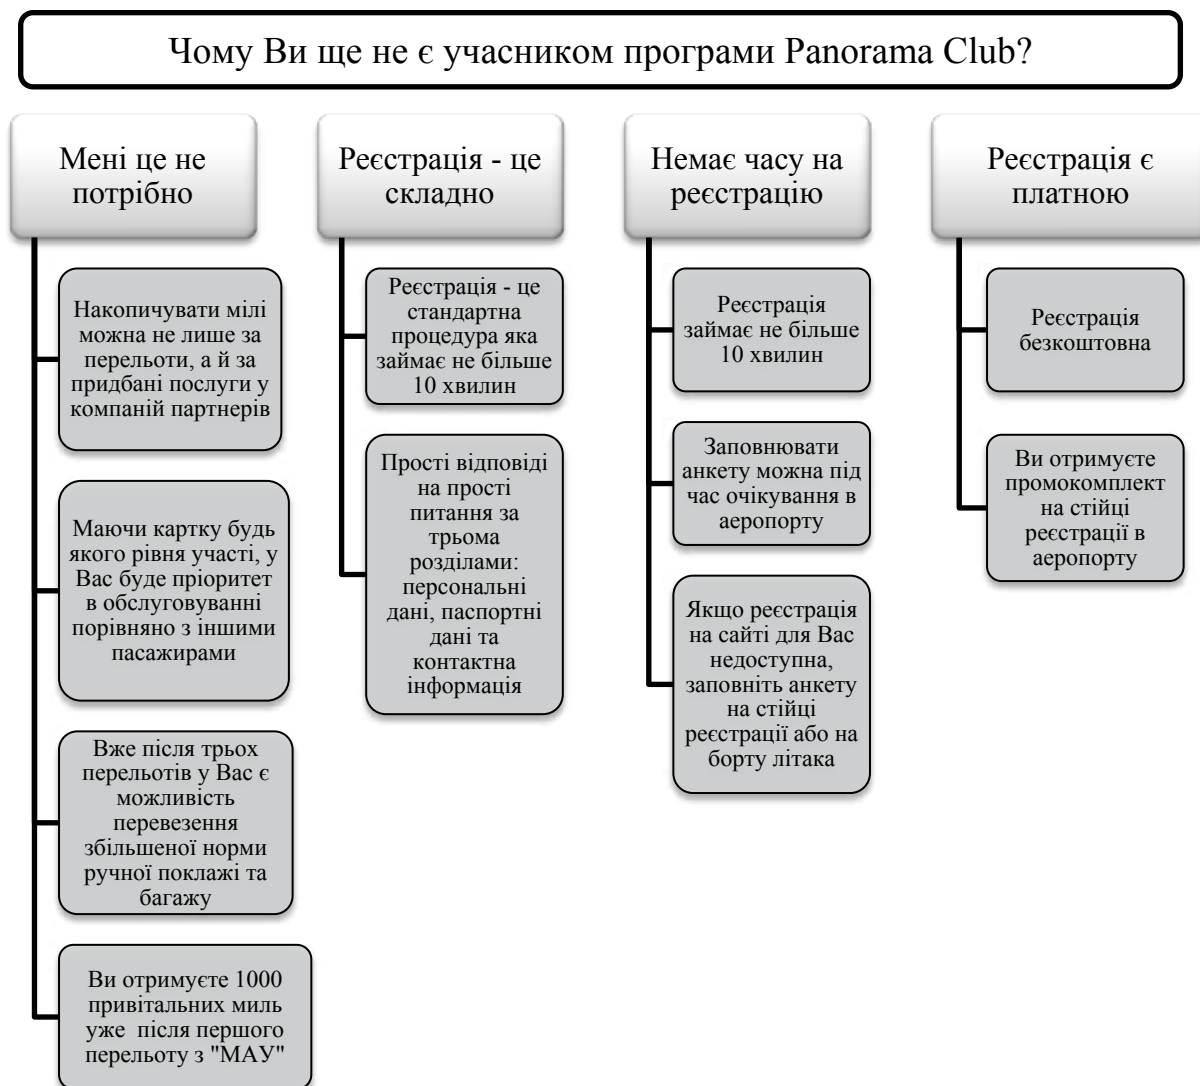 Чому Ви ще не є учасником програми Panorama Club?
Мені це не
потрібно
Накопичувати мілі
можна не лише за
перельоти, а й за
придбані послуги у
компаній партнерів
Маючи картку будь
якого рівня участі, у
Вас буде пріоритет
в обслуговуванні
порівняно з іншими
пасажирами
Вже після трьох
перельотів у Вас є
можливість
перевезення
збільшеної норми
ручної поклажі та
багажу
Ви отримуєте 1000
привітальних миль
уже після першого
перельоту з "МАУ"
Реєстрація - це
складно
Реєстрація - це
стандартна
процедура яка
займає не більше
10 хвилин
Прості відповіді
на прості
питання за
трьома
розділами:
персональні
дані, паспортні
дані та
контактна
інформація
Немає часу на
реєстрацію
Реєстрація
займає не більше
10 хвилин
Заповнювати
анкету можна під
час очікування в
аеропорту
Якщо реєстрація
на сайті для Вас
недоступна,
заповніть анкету
на стійці
реєстрації або на
борту літака
Реєстрація є
платною
Реєстрація
безкоштовна
Ви отримуєте
промокомплект
на стійці
реєстрації в
аеропорту